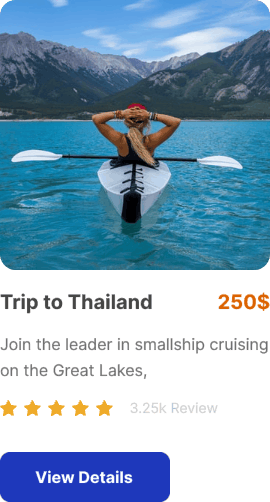 Trip to Thailand 250$
Join the leader in smallship cruising
on the Great Lakes,
3.25k Review
View Details